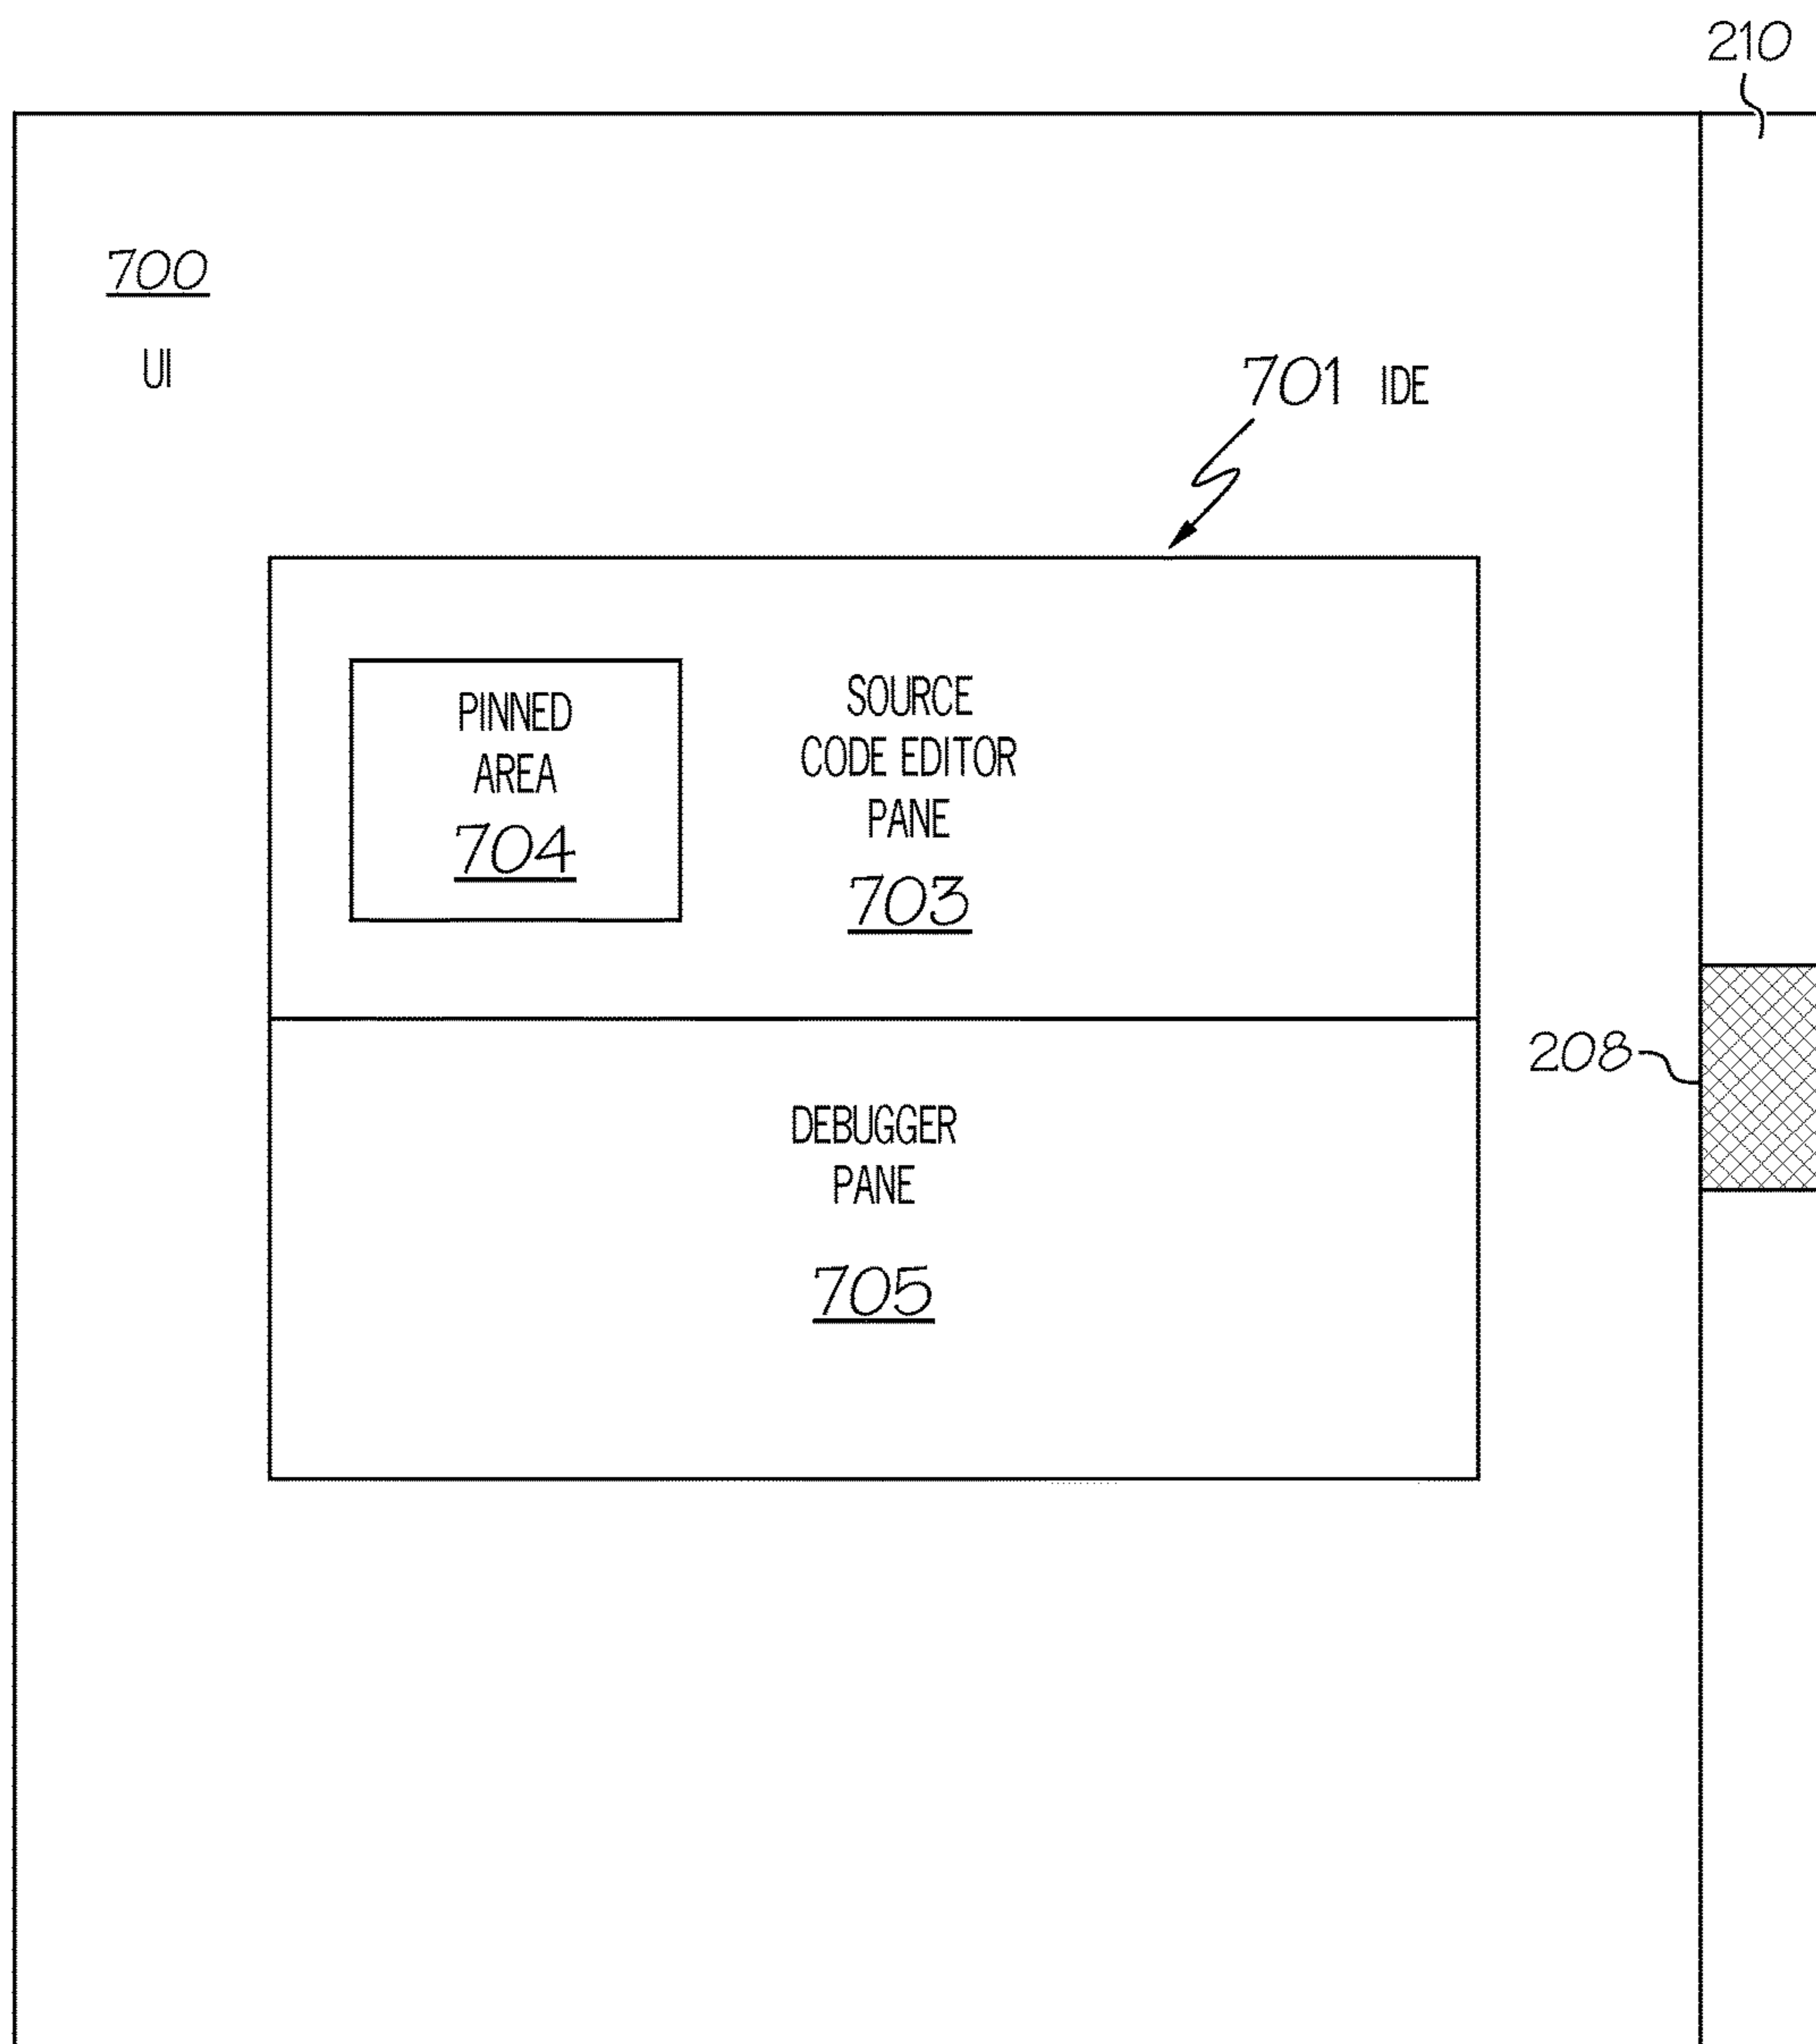 210
700
UI
701 IDE
PINNED
AREA
704
SOURCE
CODE EDITOR
PANE
703
208
DEBUGGER
PANE
705